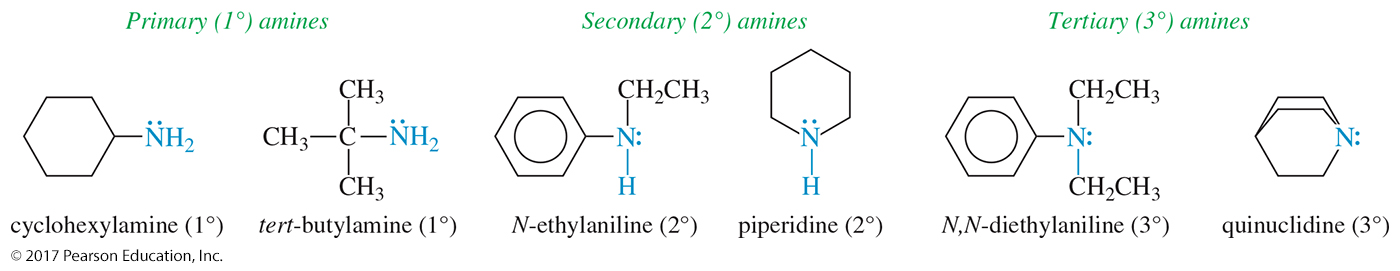 Primary (1°) amines
Secondary (2°) amines
Tertiary (3°) amines
N̈H₂
cyclohexylamine (1°)
CH₃
CH₃—C—N̈H₂
CH₃
tert-butylamine (1°)
CH₂CH₃
N:
H
N-ethylaniline (2°)
N̈
H
piperidine (2°)
CH₂CH₃
N:
CH₂CH₃
N,N-diethylaniline (3°)
N:
quinuclidine (3°)
© 2017 Pearson Education, Inc.